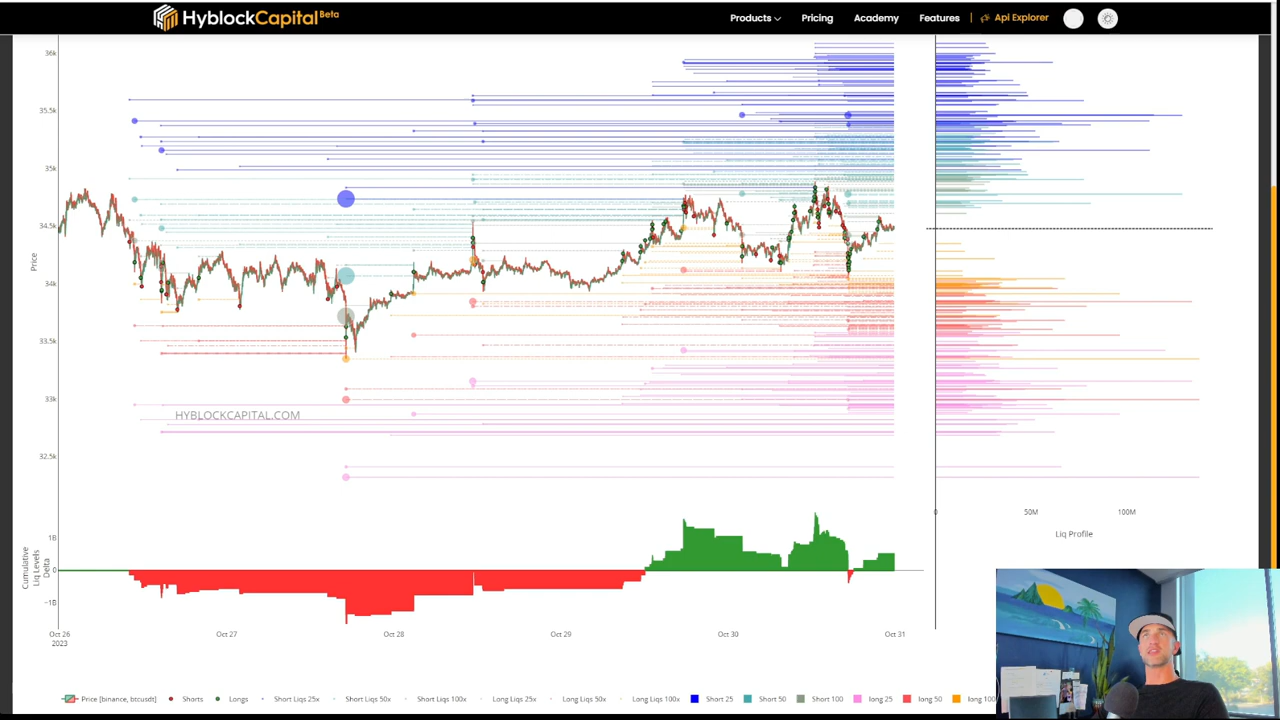 HyblockCapital Beta
Products Pricing Academy Features Api Explorer
36k
35.5k
35k
34.5k
34k
33.5k
33k
32.5k
Price
HYBLOCKCAPITAL.COM
0 50M 100M
Liq Profile
1B
0
−1B
Cumulative
Liq Levels
Delta
Oct 26 Oct 27 Oct 28 Oct 29 Oct 30 Oct 31
2023
Price [binance, btcusdt] Shorts Longs Short Liqs 25x Short Liqs 50x Short Liqs 100x Long Liqs 25x Long Liqs 50x Long Liqs 100x Short 25 Short 50 Short 100 long 25 long 50 long 100